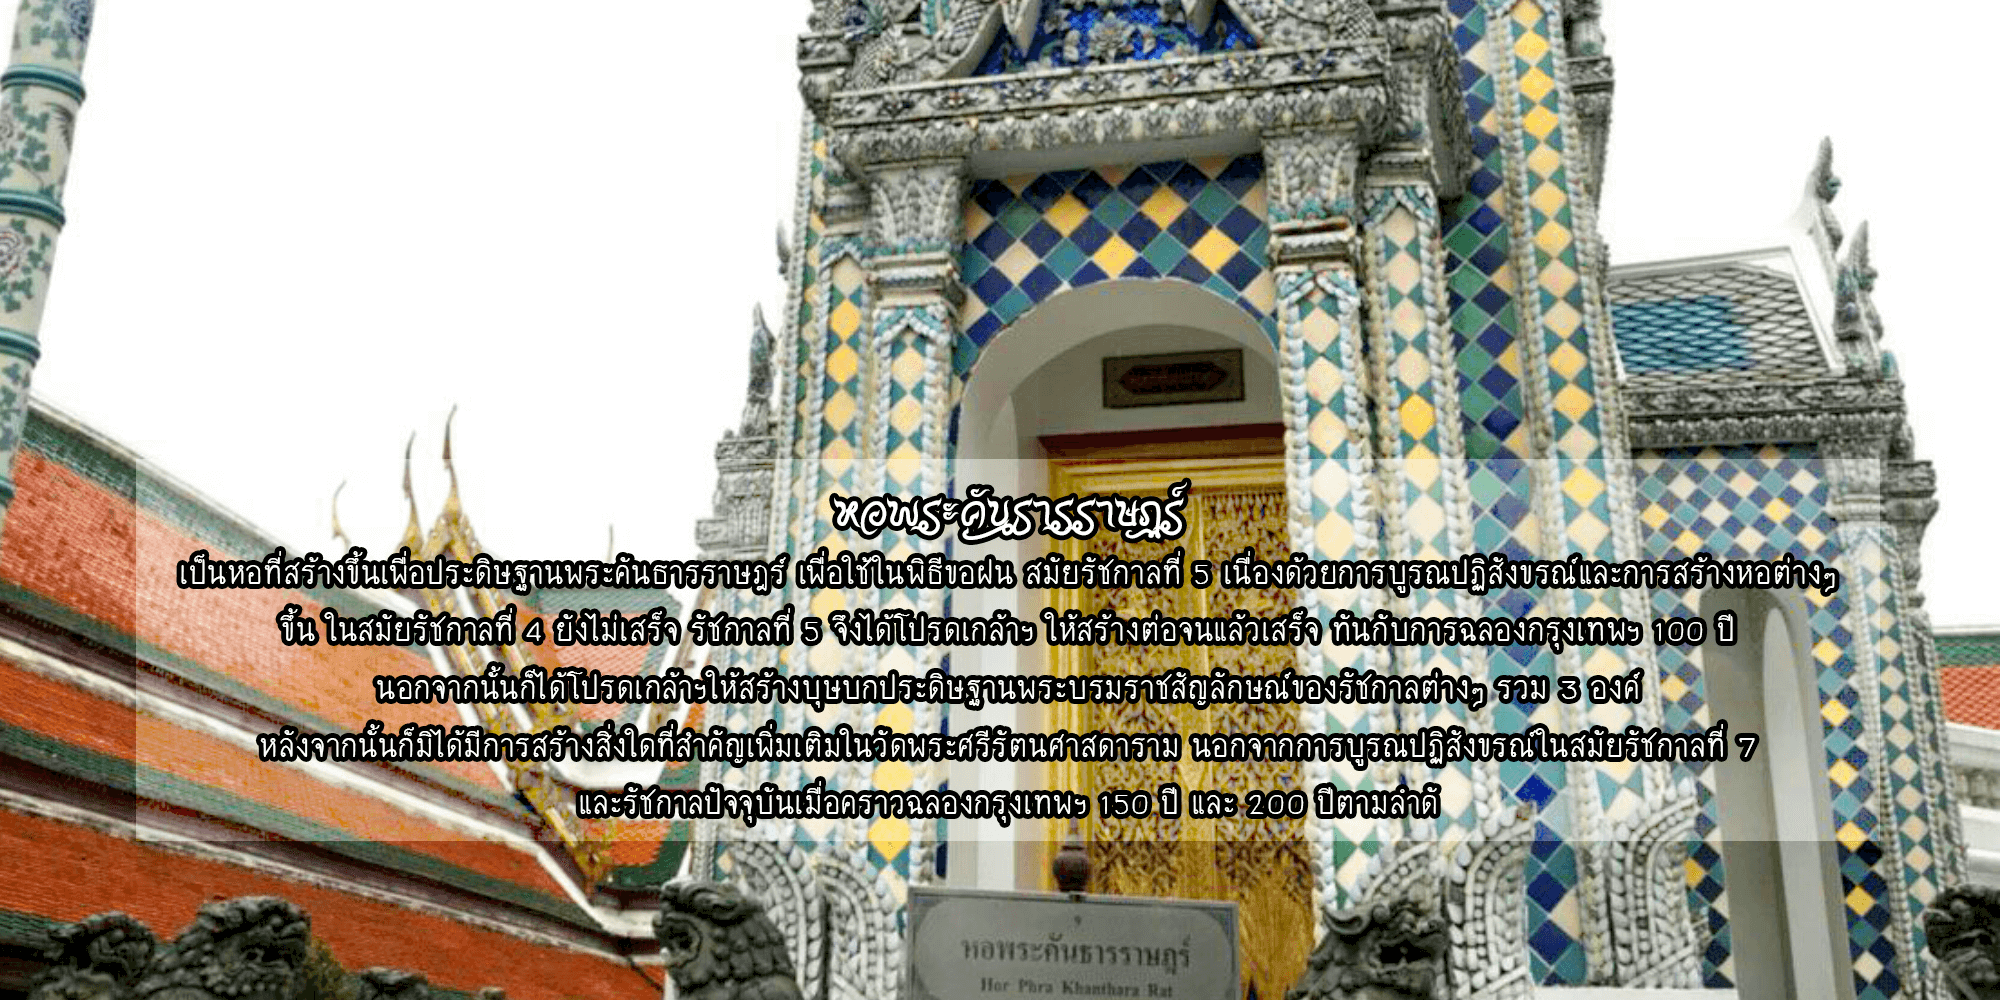 หอพระคันธารราษฎร์
เป็นหอที่สร้างขึ้นเพื่อประดิษฐานพระคันธารราษฎร์ เพื่อใช้ในพิธีขอฝน สมัยรัชกาลที่ 5 เนื่องด้วยการบูรณปฏิสังขรณ์และการสร้างหอต่างๆ
ขึ้น ในสมัยรัชกาลที่ 4 ยังไม่เสร็จ รัชกาลที่ 5 จึงได้โปรดเกล้าฯ ให้สร้างต่อจนแล้วเสร็จ ทันกับการฉลองกรุงเทพฯ 100 ปี
นอกจากนั้นก็ได้โปรดเกล้าฯให้สร้างบุษบกประดิษฐานพระบรมราชสัญลักษณ์ของรัชกาลต่างๆ รวม 3 องค์
หลังจากนั้นก็มิได้มีการสร้างสิ่งใดที่สำคัญเพิ่มเติมในวัดพระศรีรัตนศาสดาราม นอกจากการบูรณปฏิสังขรณ์ในสมัยรัชกาลที่ 7
และรัชกาลปัจจุบันเมื่อคราวฉลองกรุงเทพฯ 150 ปี และ 200 ปีตามลำดั
หอพระคันธารราษฎร์
Hor Phra Khanthara Rat